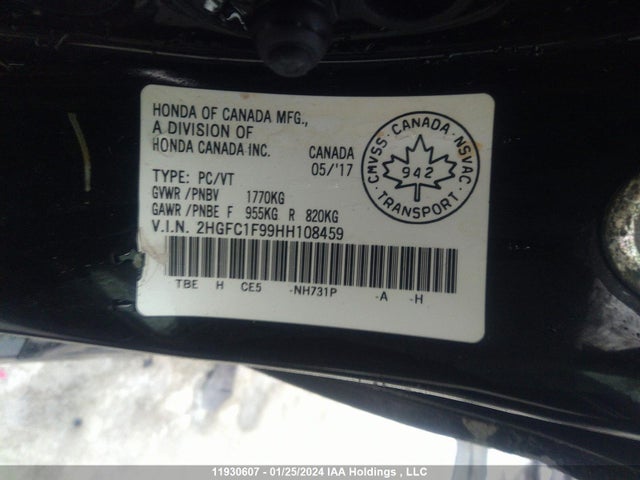 HONDA OF CANADA MFG.,
A DIVISION OF
HONDA CANADA INC.
CANADA
05/'17
TYPE: PC/VT
GVWR /PNBV 1770KG
GAWR /PNBE F 955KG R 820KG
V.I.N. 2HGFC1F99HH108459
TBE H CE5 -NH731P -A -H
CMVSS · CANADA · NSVAC
942
TRANSPORT
11930607 - 01/25/2024 IAA Holdings , LLC